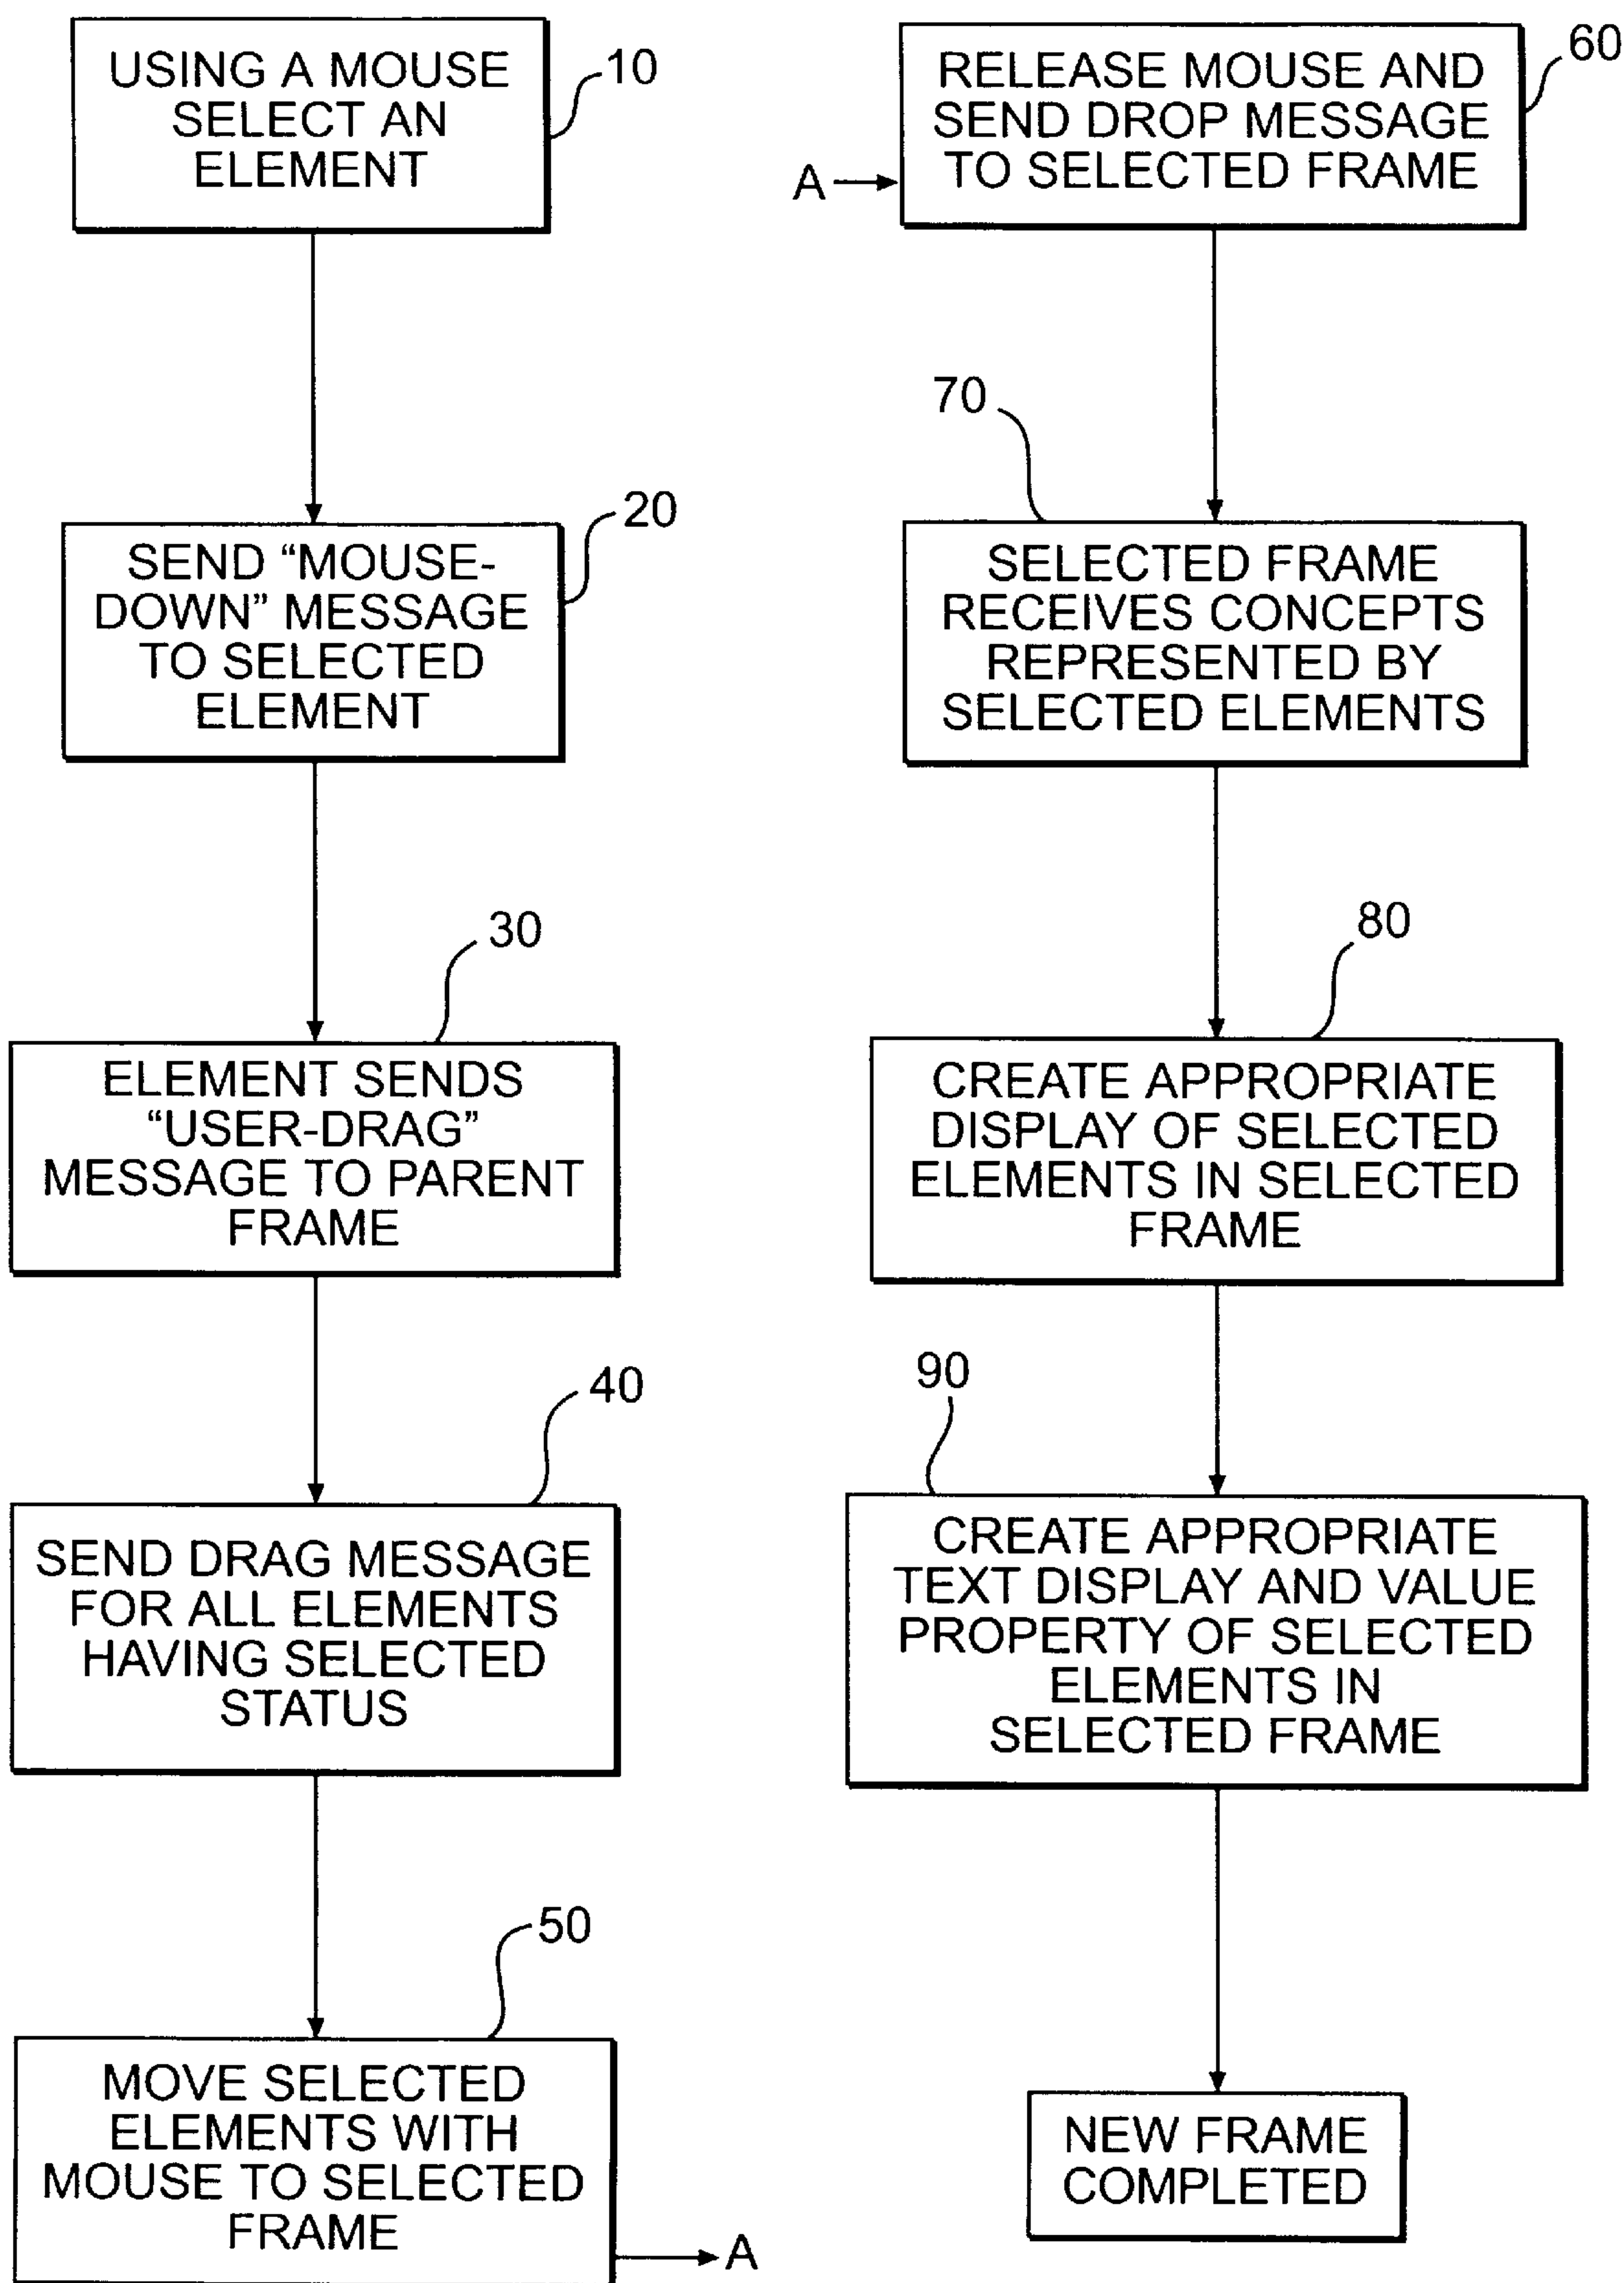 USING A MOUSE
SELECT AN
ELEMENT
10
SEND “MOUSE-
DOWN” MESSAGE
TO SELECTED
ELEMENT
20
30
ELEMENT SENDS
“USER-DRAG”
MESSAGE TO PARENT
FRAME
40
SEND DRAG MESSAGE
FOR ALL ELEMENTS
HAVING SELECTED
STATUS
50
MOVE SELECTED
ELEMENTS WITH
MOUSE TO SELECTED
FRAME
A
60
RELEASE MOUSE AND
SEND DROP MESSAGE
TO SELECTED FRAME
A
70
SELECTED FRAME
RECEIVES CONCEPTS
REPRESENTED BY
SELECTED ELEMENTS
80
CREATE APPROPRIATE
DISPLAY OF SELECTED
ELEMENTS IN SELECTED
FRAME
90
CREATE APPROPRIATE
TEXT DISPLAY AND VALUE
PROPERTY OF SELECTED
ELEMENTS IN
SELECTED FRAME
NEW FRAME
COMPLETED